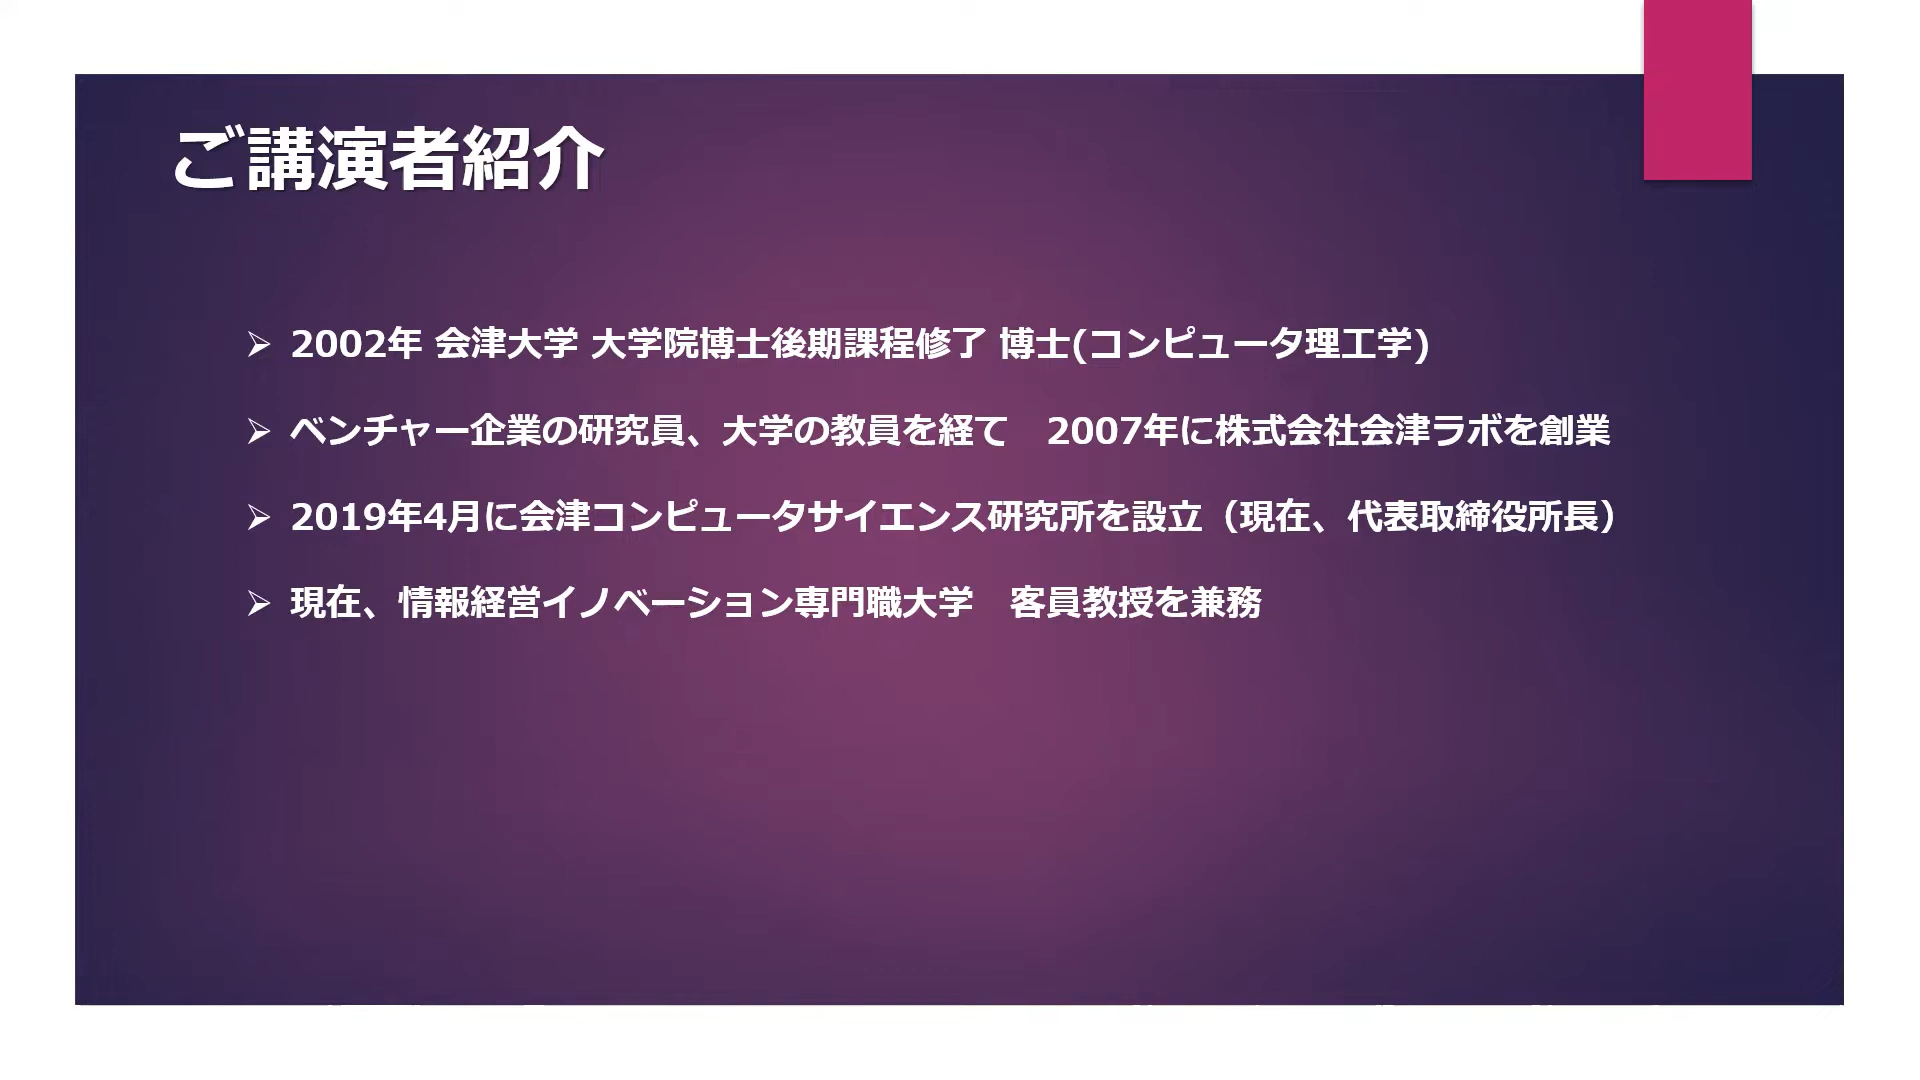 ご講演者紹介
➢ 2002年 会津大学 大学院博士後期課程修了 博士(コンピュータ理工学)
➢ ベンチャー企業の研究員、大学の教員を経て　2007年に株式会社会津ラボを創業
➢ 2019年4月に会津コンピュータサイエンス研究所を設立（現在、代表取締役所長）
➢ 現在、情報経営イノベーション専門職大学　客員教授を兼務